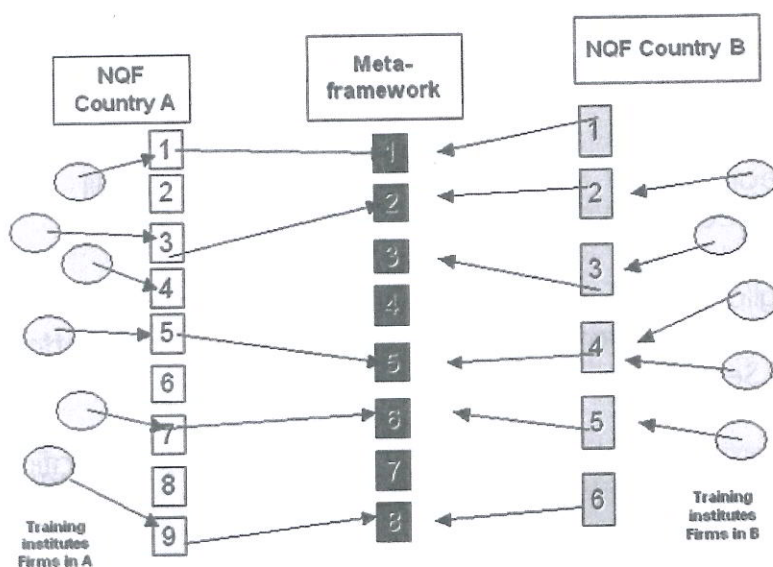 NQF
Country A
Meta-
framework
NQF Country B
1
2
3
4
5
6
7
8
9
1
2
3
4
5
6
7
8
1
2
3
4
5
6
Training
institutes
Firms in A
Training
institutes
Firms in B